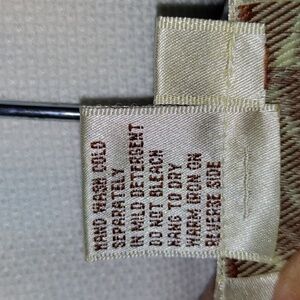 HAND WASH COLD
SEPARATELY
IN MILD DETERGENT
DO NOT BLEACH
HANG TO DRY
WARM IRON ON
REVERSE SIDE